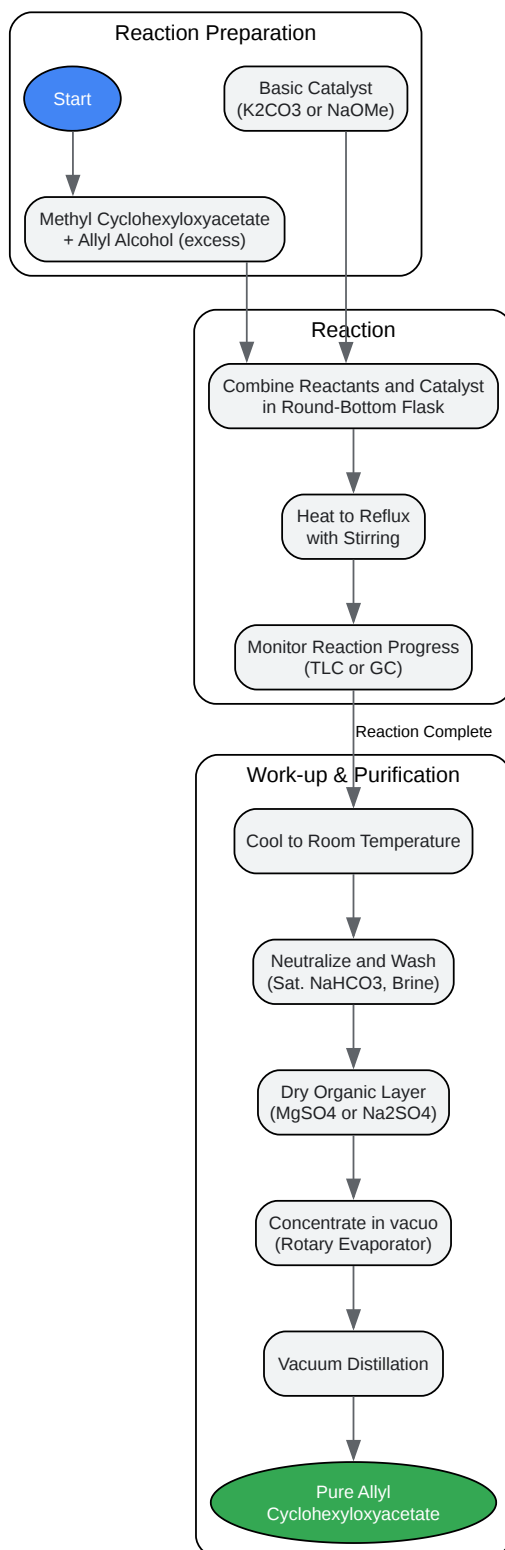 Reaction Preparation
Start
Basic Catalyst
(K2CO3 or NaOMe)
Methyl Cyclohexyloxyacetate
+ Allyl Alcohol (excess)
Reaction
Combine Reactants and Catalyst
in Round-Bottom Flask
Heat to Reflux
with Stirring
Monitor Reaction Progress
(TLC or GC)
Reaction Complete
Work-up & Purification
Cool to Room Temperature
Neutralize and Wash
(Sat. NaHCO3, Brine)
Dry Organic Layer
(MgSO4 or Na2SO4)
Concentrate in vacuo
(Rotary Evaporator)
Vacuum Distillation
Pure Allyl
Cyclohexyloxyacetate